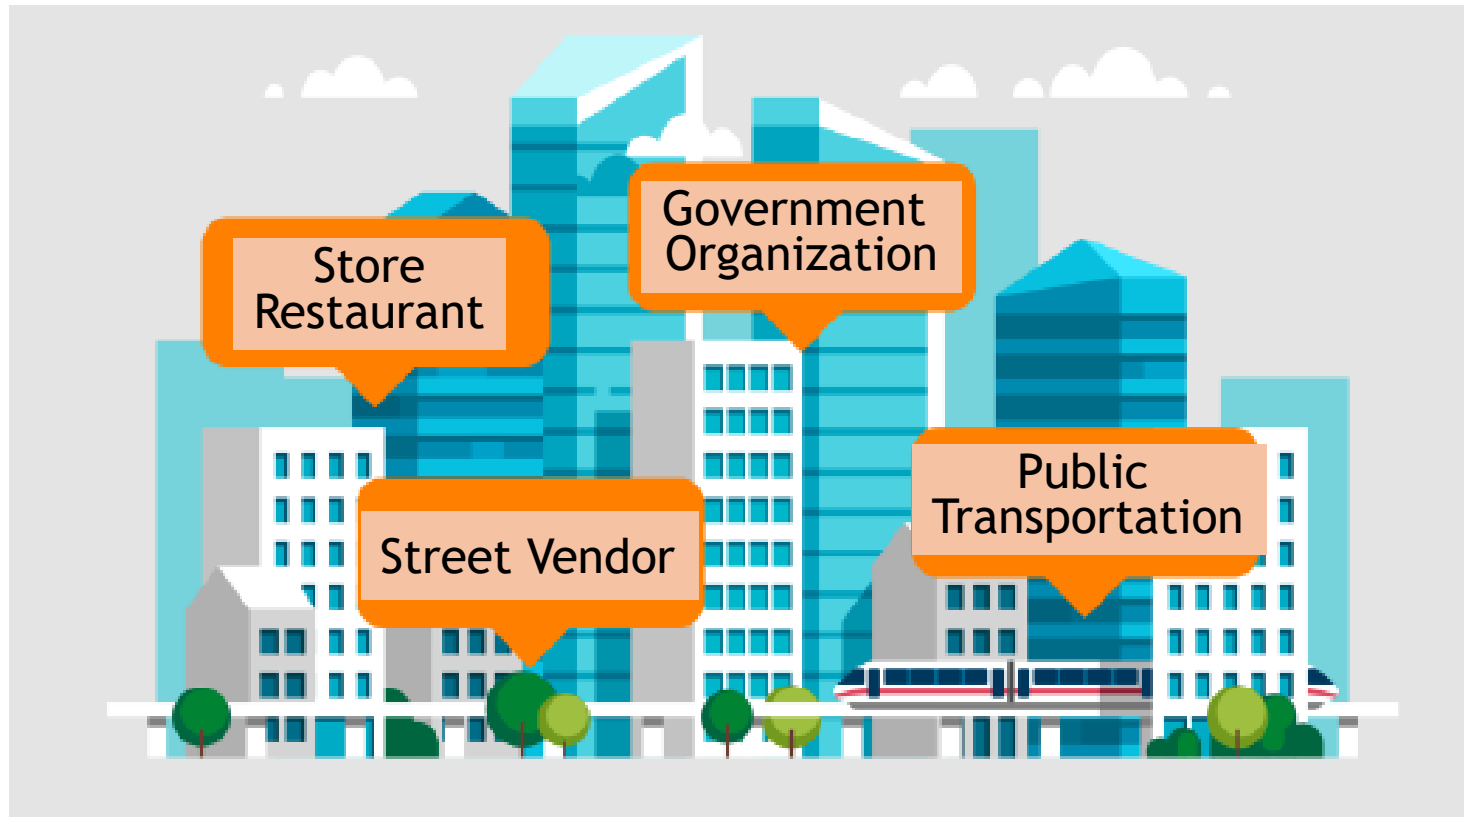 Store
Restaurant
Government
Organization
Street Vendor
Public
Transportation